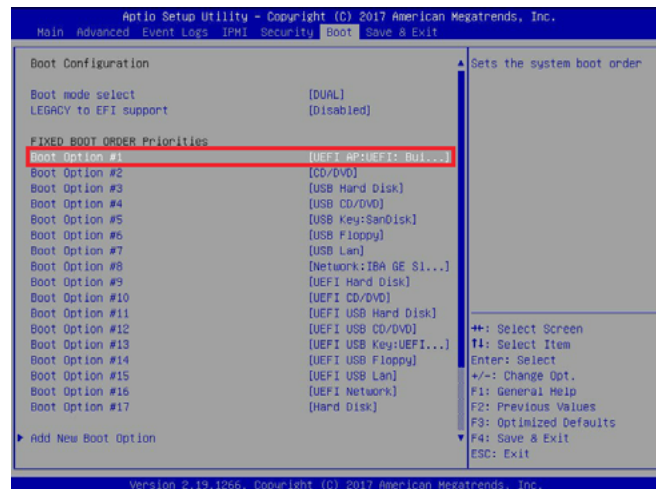 Aptio Setup Utility – Copyright (C) 2017 American Megatrends, Inc.
Main Advanced Event Logs IPMI Security Boot Save & Exit
Boot Configuration
Sets the system boot order
Boot mode select [DUAL]
LEGACY to EFI support [Disabled]
FIXED BOOT ORDER Priorities
Boot Option #1 [UEFI AP:UEFI: Bui...]
Boot Option #2 [CD/DVD]
Boot Option #3 [USB Hard Disk]
Boot Option #4 [USB CD/DVD]
Boot Option #5 [USB Key:SanDisk]
Boot Option #6 [USB Floppy]
Boot Option #7 [USB Lan]
Boot Option #8 [Network:IBA GE Sl...]
Boot Option #9 [UEFI Hard Disk]
Boot Option #10 [UEFI CD/DVD]
Boot Option #11 [UEFI USB Hard Disk]
Boot Option #12 [UEFI USB CD/DVD]
Boot Option #13 [UEFI USB Key:UEFI...]
Boot Option #14 [UEFI USB Floppy]
Boot Option #15 [UEFI USB Lan]
Boot Option #16 [UEFI Network]
Boot Option #17 [Hard Disk]
Add New Boot Option
→←: Select Screen
↑↓: Select Item
Enter: Select
+/-: Change Opt.
F1: General Help
F2: Previous Values
F3: Optimized Defaults
F4: Save & Exit
ESC: Exit
Version 2.19.1266. Copyright (C) 2017 American Megatrends, Inc.